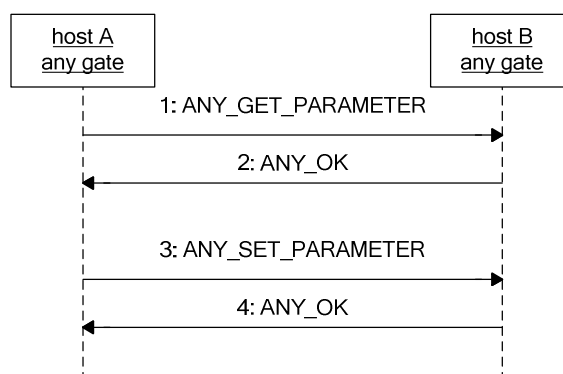 host A
any gate
host B
any gate
1: ANY_GET_PARAMETER
2: ANY_OK
3: ANY_SET_PARAMETER
4: ANY_OK